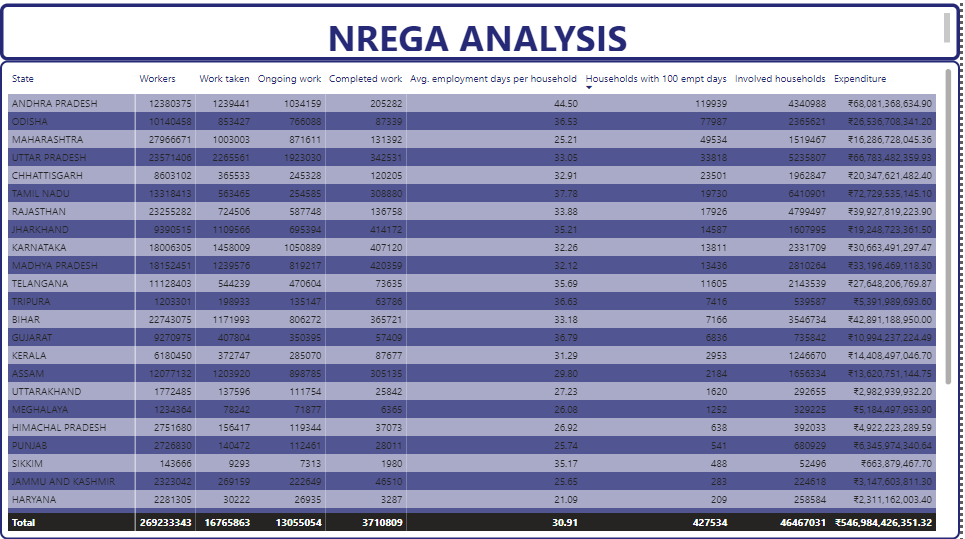 NREGA ANALYSIS
State Workers Work taken Ongoing work Completed work Avg. employment days per household Households with 100 empt days Involved households Expenditure
ANDHRA PRADESH 12380375 1239441 1034159 205282 44.50 119939 4340988 ₹68,081,368,634.90
ODISHA 10140458 853427 766088 87339 36.53 77987 2365621 ₹26,536,708,341.20
MAHARASHTRA 27966671 1003003 871611 131392 25.21 49534 1519467 ₹16,286,728,045.36
UTTAR PRADESH 23571406 2265561 1923030 342531 33.05 33818 5235807 ₹66,783,482,359.93
CHHATTISGARH 8603102 365533 245328 120205 32.91 23501 1962847 ₹20,347,621,482.40
TAMIL NADU 13318413 563465 254585 308880 37.78 19730 6410901 ₹72,729,535,145.10
RAJASTHAN 23255282 724506 587748 136758 33.88 17926 4799497 ₹39,927,819,223.90
JHARKHAND 9390515 1109566 695394 414172 35.21 14587 1607995 ₹19,248,723,361.50
KARNATAKA 18006305 1458009 1050889 407120 32.26 13811 2331709 ₹30,663,491,297.47
MADHYA PRADESH 18152451 1239576 819217 420359 32.12 13436 2810264 ₹33,196,469,118.30
TELANGANA 11128403 544239 470604 73635 35.69 11605 2143539 ₹27,648,206,769.87
TRIPURA 1203301 198933 135147 63786 36.63 7416 539587 ₹5,391,989,693.60
BIHAR 22743075 1171993 806272 365721 33.18 7166 3546734 ₹42,891,188,950.00
GUJARAT 9270975 407804 350395 57409 36.79 6836 735842 ₹10,994,237,224.49
KERALA 6180450 372747 285070 87677 31.29 2953 1246670 ₹14,408,497,046.70
ASSAM 12077132 1203920 898785 305135 29.80 2184 1656334 ₹13,620,751,144.75
UTTARAKHAND 1772485 137596 111754 25842 27.23 1620 292655 ₹2,982,939,932.20
MEGHALAYA 1234364 78242 71877 6365 26.08 1252 329225 ₹5,184,497,953.90
HIMACHAL PRADESH 2751680 156417 119344 37073 26.92 638 392033 ₹4,922,223,289.59
PUNJAB 2726830 140472 112461 28011 25.74 541 680929 ₹6,345,974,340.64
SIKKIM 143666 9293 7313 1980 35.17 488 52496 ₹663,879,467.70
JAMMU AND KASHMIR 2323042 269159 222649 46510 25.65 283 224618 ₹3,147,603,811.30
HARYANA 2281305 30222 26935 3287 21.09 209 258584 ₹2,311,162,003.40
Total 269233343 16765863 13055054 3710809 30.91 427534 46467031 ₹546,984,426,351.32